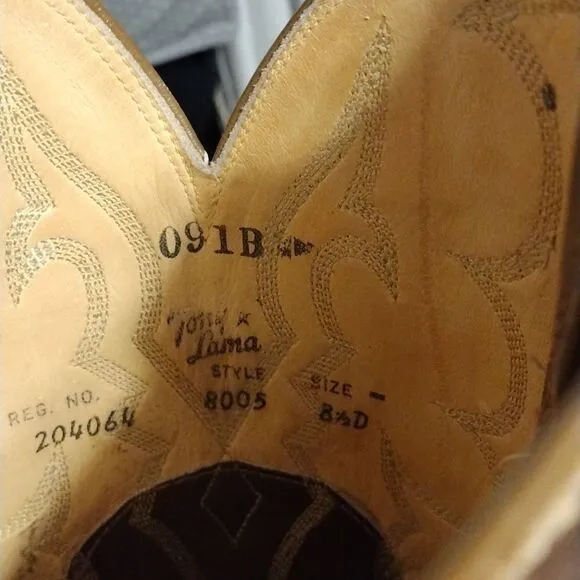 091B
Tony
Lama
STYLE
8005
SIZE
8½D
REG. NO.
204064